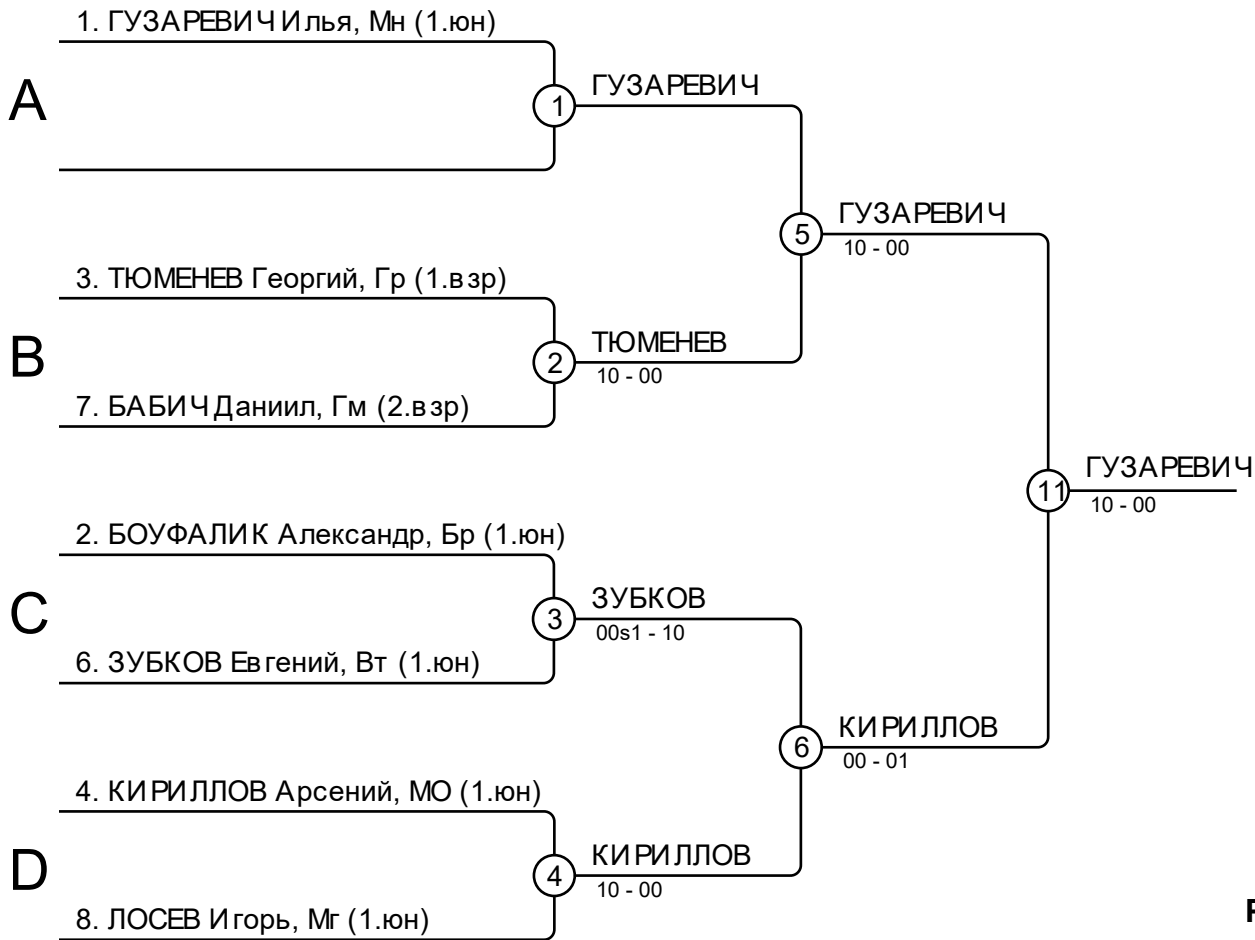 1. ГУЗАРЕВИЧ Илья, Мн (1.юн)
A
1
ГУЗАРЕВИЧ
5
ГУЗАРЕВИЧ
10 - 00
3. ТЮМЕНЕВ Георгий, Гр (1.взр)
B
2
ТЮМЕНЕВ
10 - 00
7. БАБИЧ Даниил, Гм (2.взр)
11
ГУЗАРЕВИЧ
10 - 00
2. БОУФАЛИК Александр, Бр (1.юн)
C
3
ЗУБКОВ
00s1 - 10
6. ЗУБКОВ Евгений, Вт (1.юн)
6
КИРИЛЛОВ
00 - 01
4. КИРИЛЛОВ Арсений, МО (1.юн)
D
4
КИРИЛЛОВ
10 - 00
8. ЛОСЕВ Игорь, Мг (1.юн)